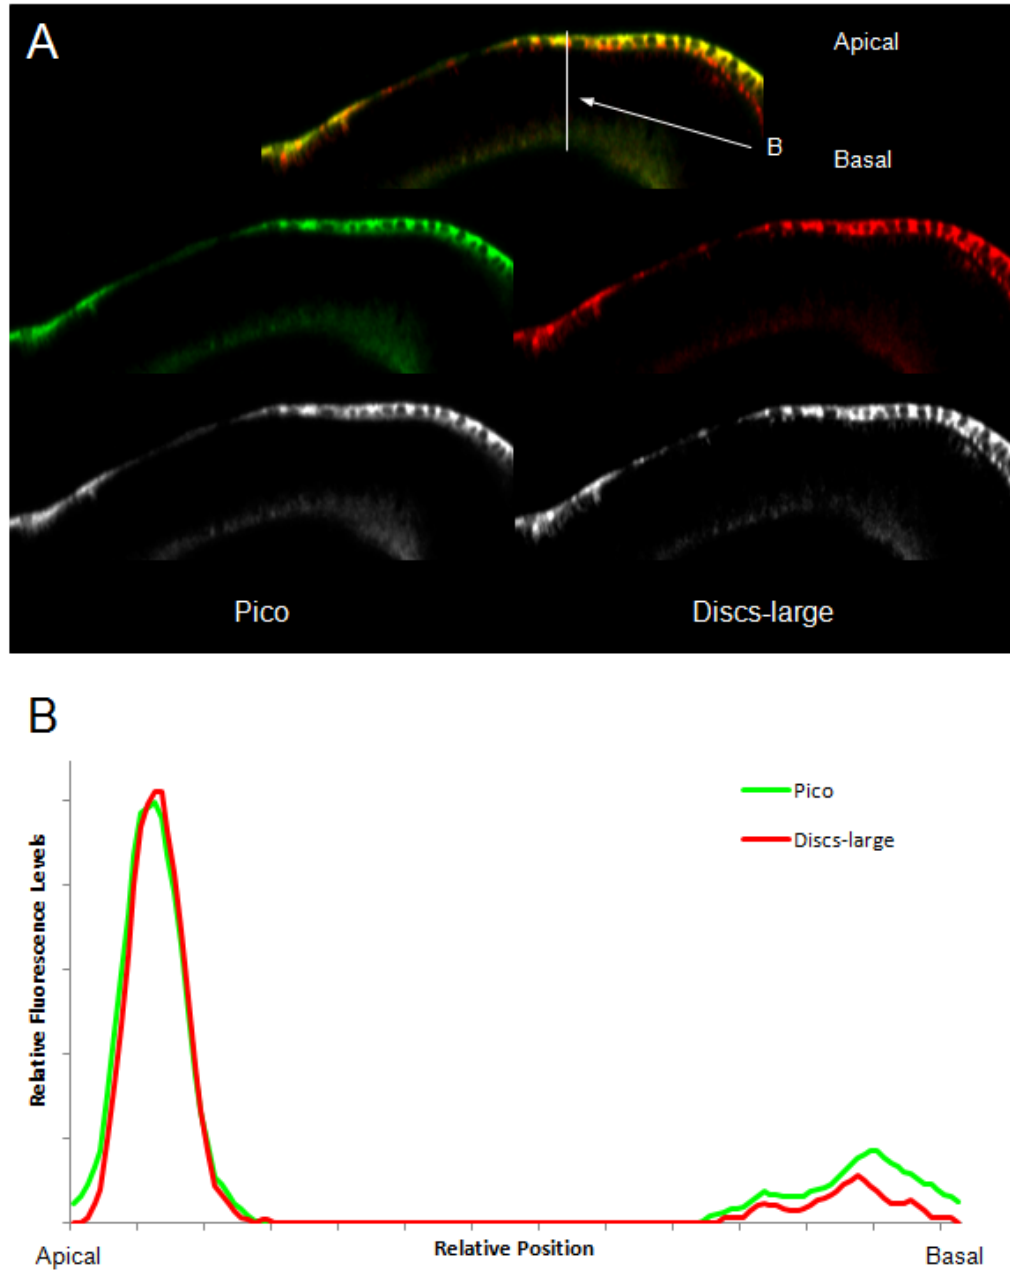 A
Apical
B
Basal
Pico
Discs-large
B
Pico
Discs-large
Relative Fluorescence Levels
Apical
Relative Position
Basal